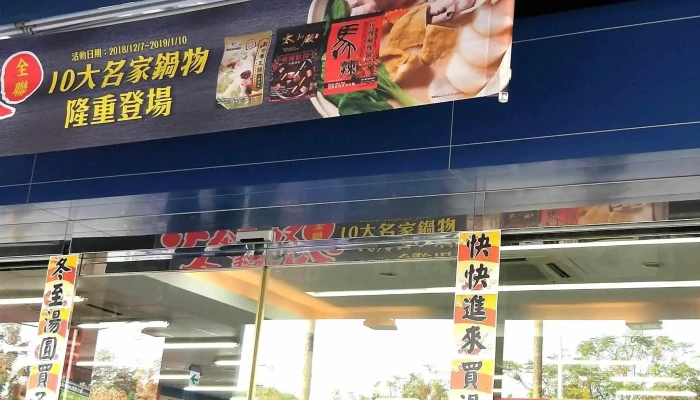 全聯
活動日期：2018/12/7~2019/1/10
10大名家鍋物
隆重登場
10大名家鍋物
冬至湯圓買
快快進來買湯